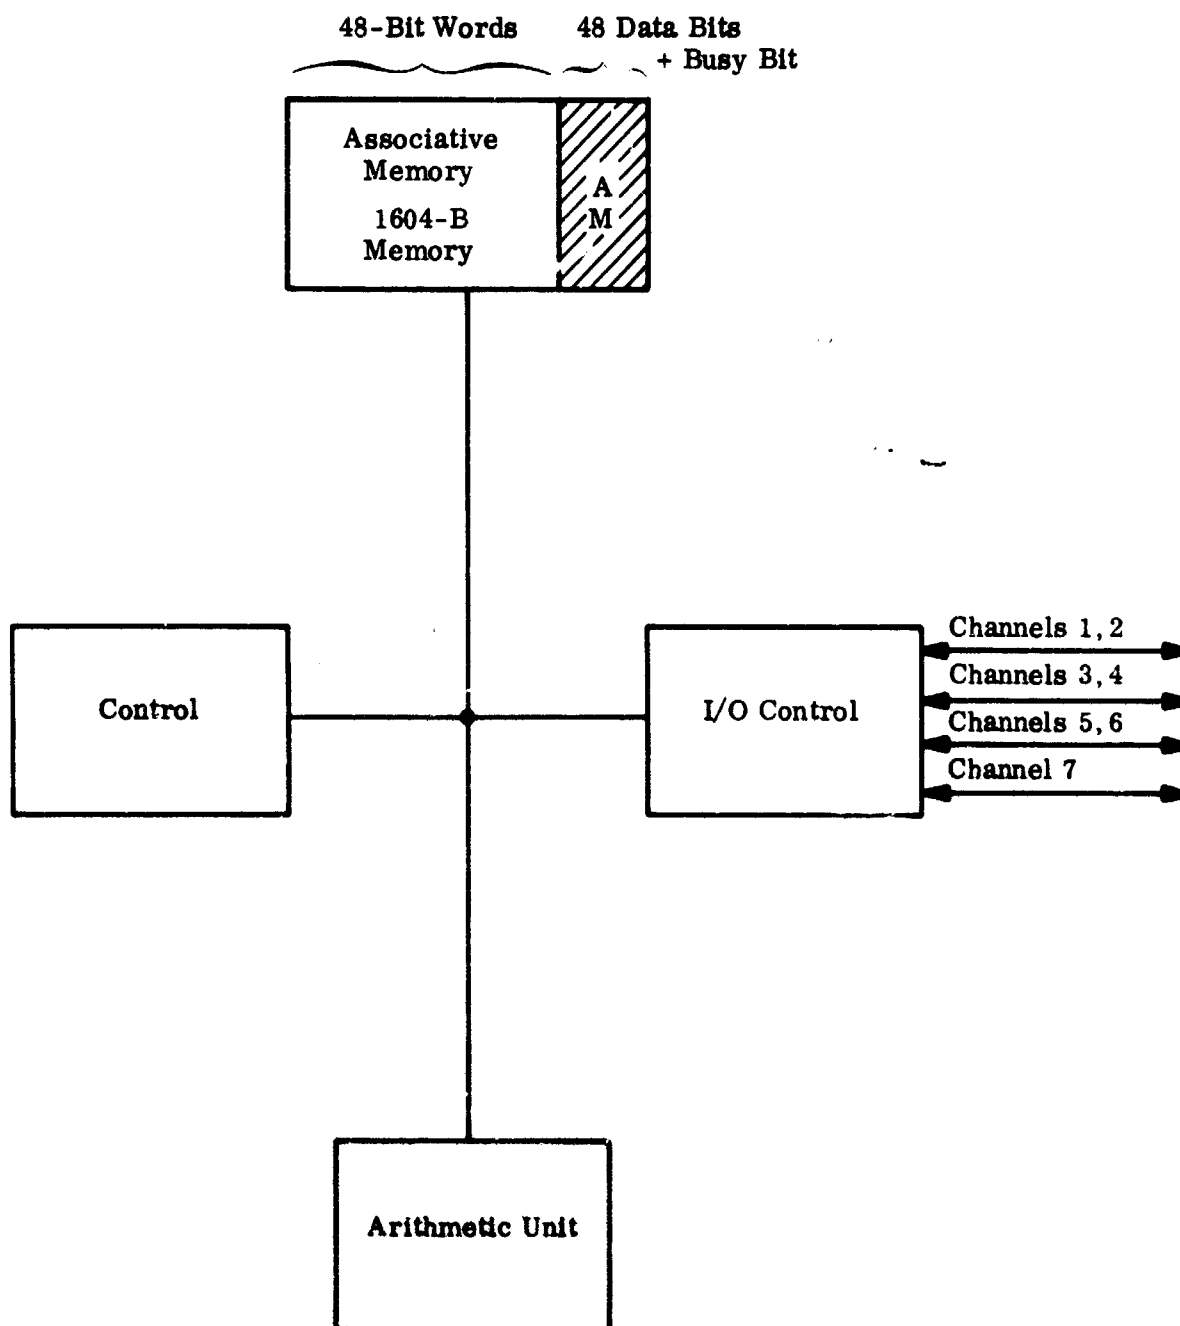 48-Bit Words
48 Data Bits
+ Busy Bit
Associative
Memory
1604-B
Memory
A
M
Control
I/O Control
Channels 1, 2
Channels 3, 4
Channels 5, 6
Channel 7
Arithmetic Unit